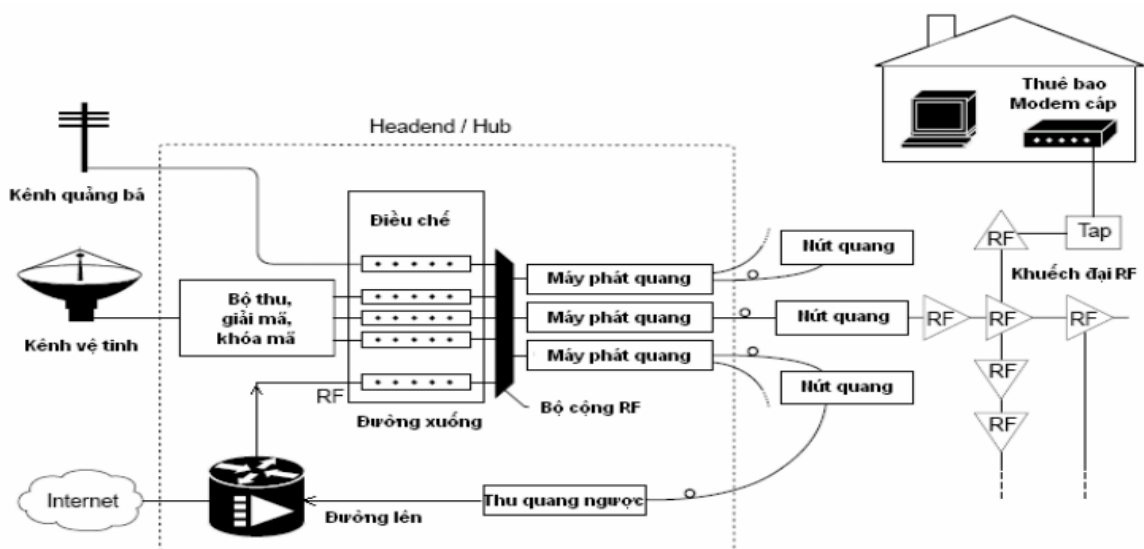 Thuê bao
Modem cáp
Headend / Hub
Kênh quảng bá
Điều chế
Nút quang
RF
Tap
Khuếch đại RF
Máy phát quang
Bộ thu,
giải mã,
khóa mã
Máy phát quang
Nút quang
RF
RF
RF
Kênh vệ tinh
Máy phát quang
RF
Nút quang
RF
Bộ cộng RF
Đường xuống
RF
Internet
Thu quang ngược
Đường lên